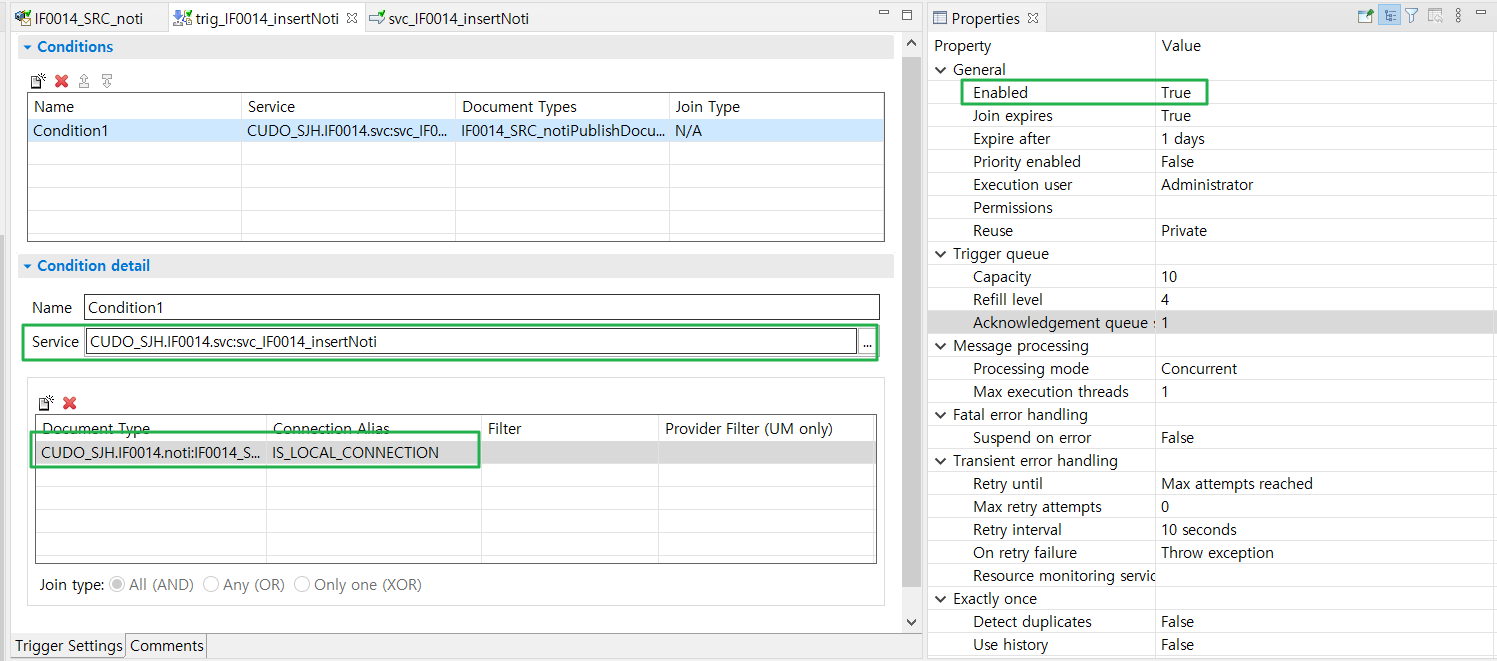 IF0014_SRC_noti trig_IF0014_insertNoti svc_IF0014_insertNoti
Conditions
Name Service Document Types Join Type
Condition1 CUDO_SJH.IF0014.svc:svc_IF0... IF0014_SRC_notiPublishDocu... N/A
Condition detail
Name Condition1
Service CUDO_SJH.IF0014.svc:svc_IF0014_insertNoti ...
Document Type Connection Alias Filter Provider Filter (UM only)
CUDO_SJH.IF0014.noti:IF0014_S... IS_LOCAL_CONNECTION
Join type: All (AND) Any (OR) Only one (XOR)
Trigger Settings Comments
Properties
Property Value
General
Enabled True
Join expires True
Expire after 1 days
Priority enabled False
Execution user Administrator
Permissions
Reuse Private
Trigger queue
Capacity 10
Refill level 4
Acknowledgement queue 1
Message processing
Processing mode Concurrent
Max execution threads 1
Fatal error handling
Suspend on error False
Transient error handling
Retry until Max attempts reached
Max retry attempts 0
Retry interval 10 seconds
On retry failure Throw exception
Resource monitoring servic
Exactly once
Detect duplicates False
Use history False